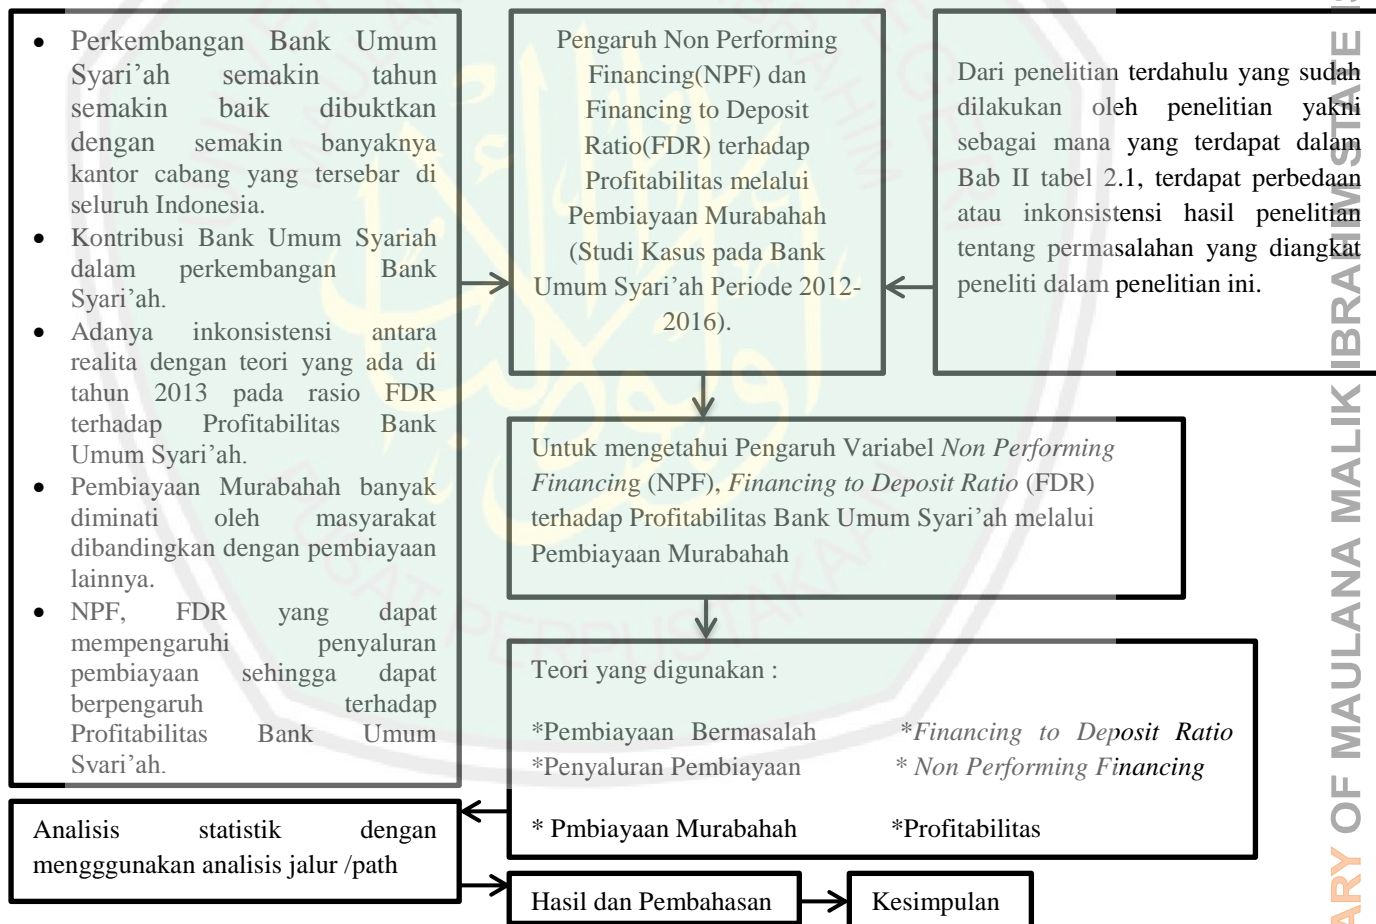 • Perkembangan Bank Umum
Syari’ah semakin tahun
semakin baik dibuktkan
dengan semakin banyaknya
kantor cabang yang tersebar di
seluruh Indonesia.
• Kontribusi Bank Umum Syariah
dalam perkembangan Bank
Syari’ah.
• Adanya inkonsistensi antara
realita dengan teori yang ada di
tahun 2013 pada rasio FDR
terhadap Profitabilitas Bank
Umum Syari’ah.
• Pembiayaan Murabahah banyak
diminati oleh masyarakat
dibandingkan dengan pembiayaan
lainnya.
• NPF, FDR yang dapat
mempengaruhi penyaluran
pembiayaan sehingga dapat
berpengaruh terhadap
Profitabilitas Bank Umum
Syari’ah.
Pengaruh Non Performing
Financing(NPF) dan
Financing to Deposit
Ratio(FDR) terhadap
Profitabilitas melalui
Pembiayaan Murabahah
(Studi Kasus pada Bank
Umum Syari’ah Periode 2012-
2016).
Dari penelitian terdahulu yang sudah
dilakukan oleh penelitian yakni
sebagai mana yang terdapat dalam
Bab II tabel 2.1, terdapat perbedaan
atau inkonsistensi hasil penelitian
tentang permasalahan yang diangkat
peneliti dalam penelitian ini.
Untuk mengetahui Pengaruh Variabel Non Performing
Financing (NPF), Financing to Deposit Ratio (FDR)
terhadap Profitabilitas Bank Umum Syari’ah melalui
Pembiayaan Murabahah
Teori yang digunakan :
*Pembiayaan Bermasalah *Financing to Deposit Ratio
*Penyaluran Pembiayaan * Non Performing Financing
* Pmbiayaan Murabahah *Profitabilitas
Analisis statistik dengan
mengggunakan analisis jalur /path
Hasil dan Pembahasan
Kesimpulan
OF MAULANA MALIK IBRAHIM STATE
PUSAT PERPUSTAKAAN